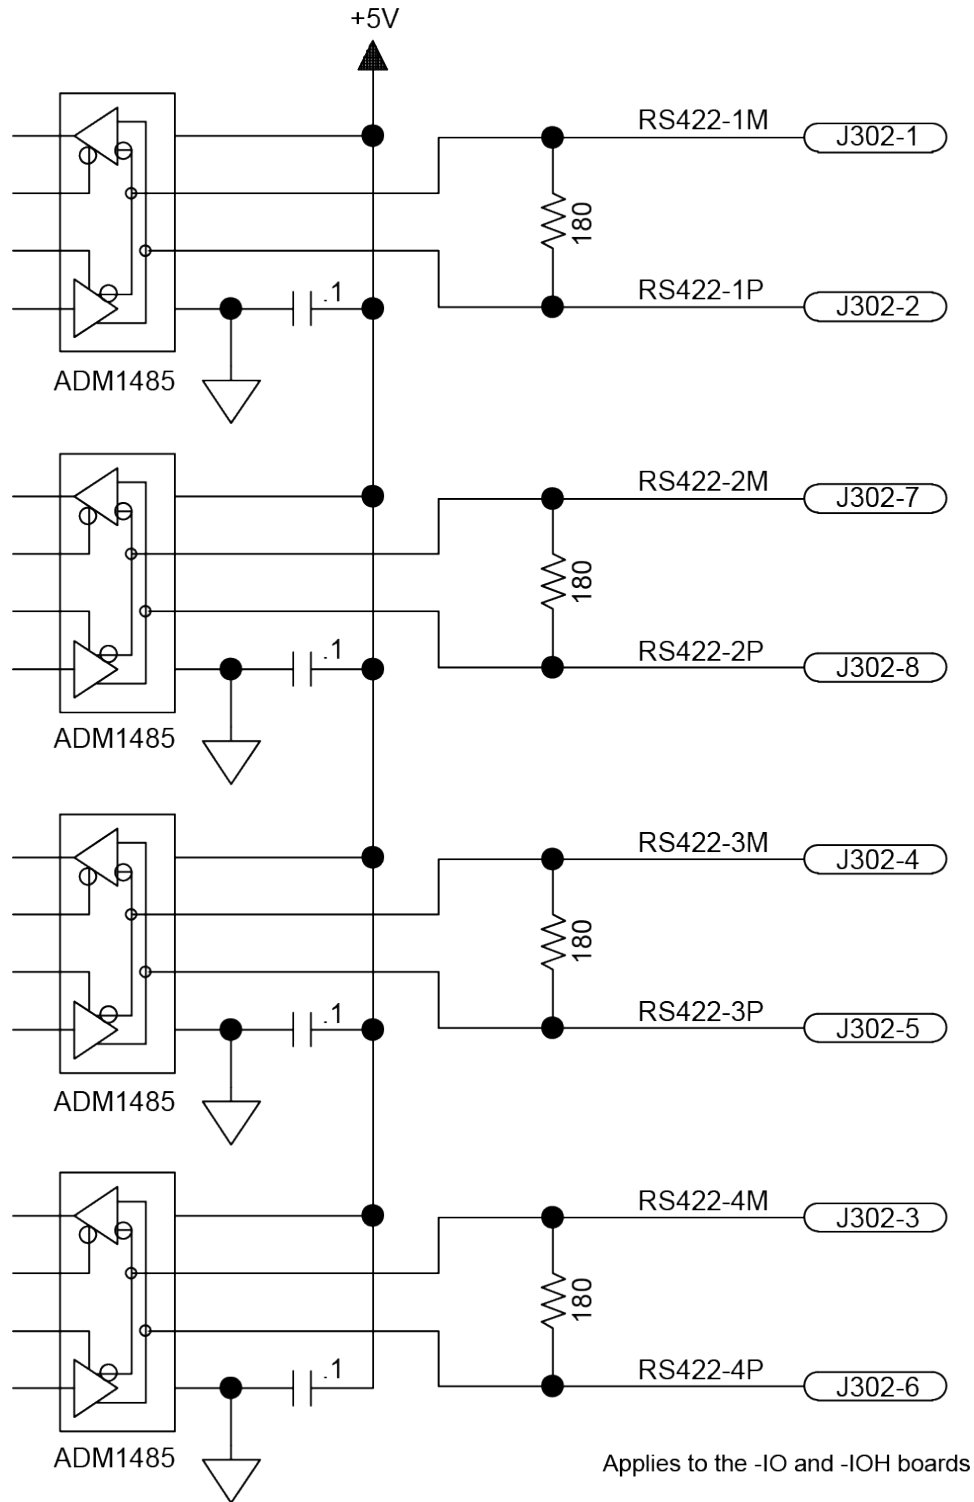 +5V
RS422-1M
J302-1
180
.1
RS422-1P
J302-2
ADM1485
RS422-2M
J302-7
180
.1
RS422-2P
J302-8
ADM1485
RS422-3M
J302-4
180
.1
RS422-3P
J302-5
ADM1485
RS422-4M
J302-3
180
.1
RS422-4P
J302-6
ADM1485
Applies to the -IO and -IOH boards